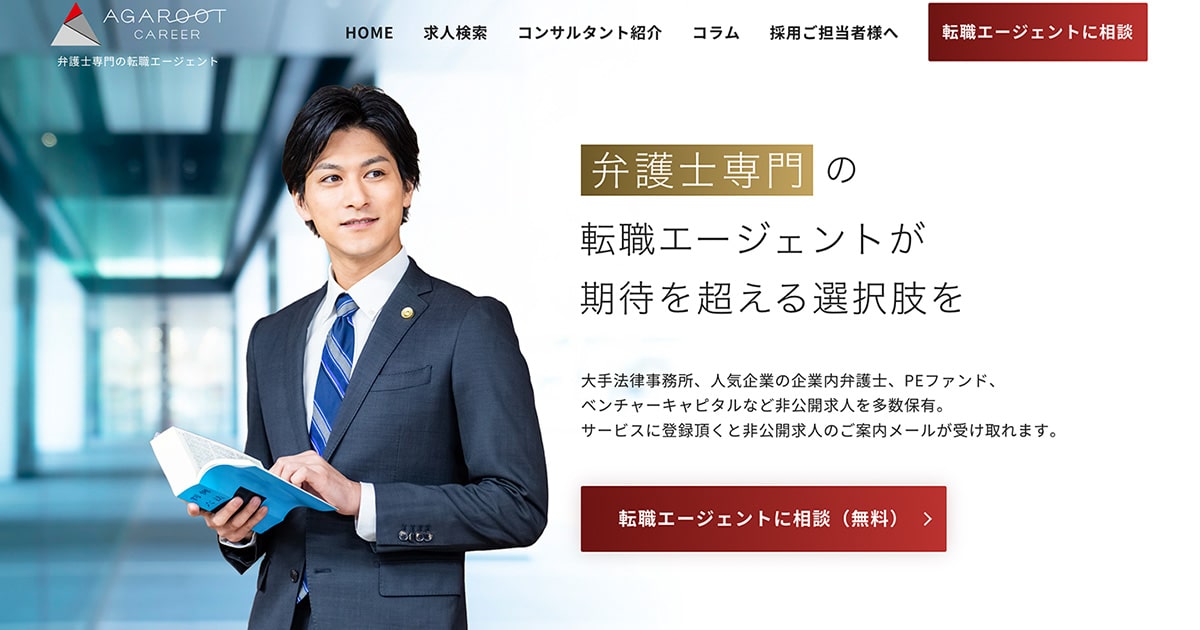 AGAROOT
CAREER
弁護士専門の転職エージェント
HOME
求人検索
コンサルタント紹介
コラム
採用ご担当者様へ
転職エージェントに相談
弁護士専門の
転職エージェントが
期待を超える選択肢を
大手法律事務所、人気企業の企業内弁護士、PEファンド、
ベンチャーキャピタルなど非公開求人を多数保有。
サービスに登録頂くと非公開求人のご案内メールが受け取れます。
転職エージェントに相談（無料）